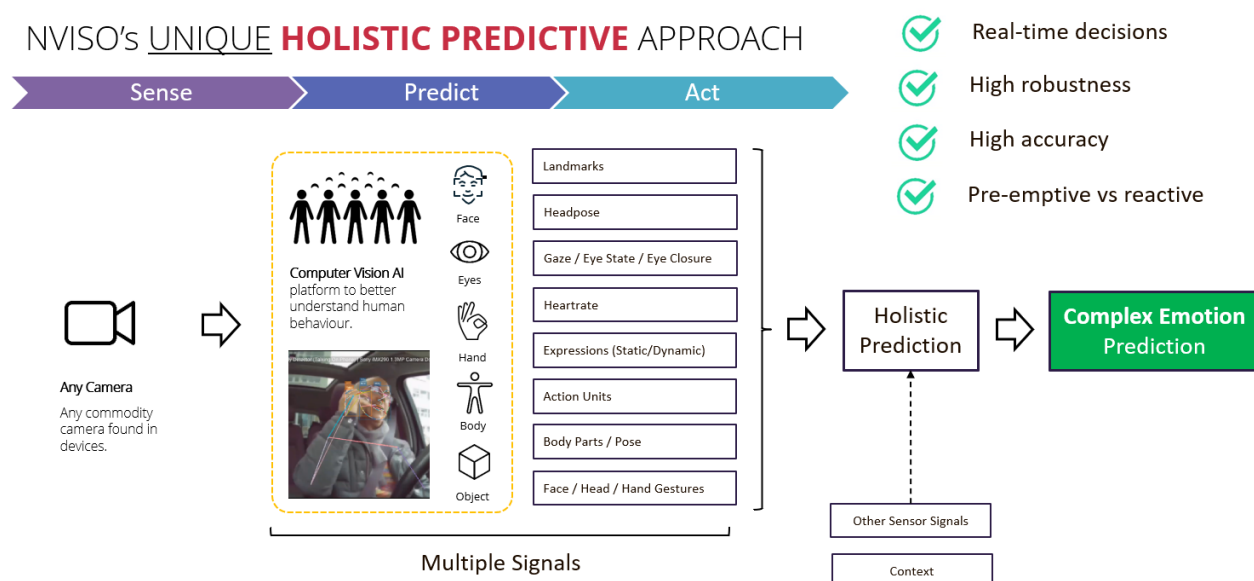 NVISO's UNIQUE HOLISTIC PREDICTIVE APPROACH
Sense
Predict
Act
Real-time decisions
High robustness
High accuracy
Pre-emptive vs reactive
Any Camera
Any commodity
camera found in
devices.
Computer Vision AI
platform to better
understand human
behaviour.
Face
Eyes
Hand
Body
Object
Landmarks
Headpose
Gaze / Eye State / Eye Closure
Heartrate
Expressions (Static/Dynamic)
Action Units
Body Parts / Pose
Face / Head / Hand Gestures
Multiple Signals
Holistic
Prediction
Complex Emotion
Prediction
Other Sensor Signals
Context